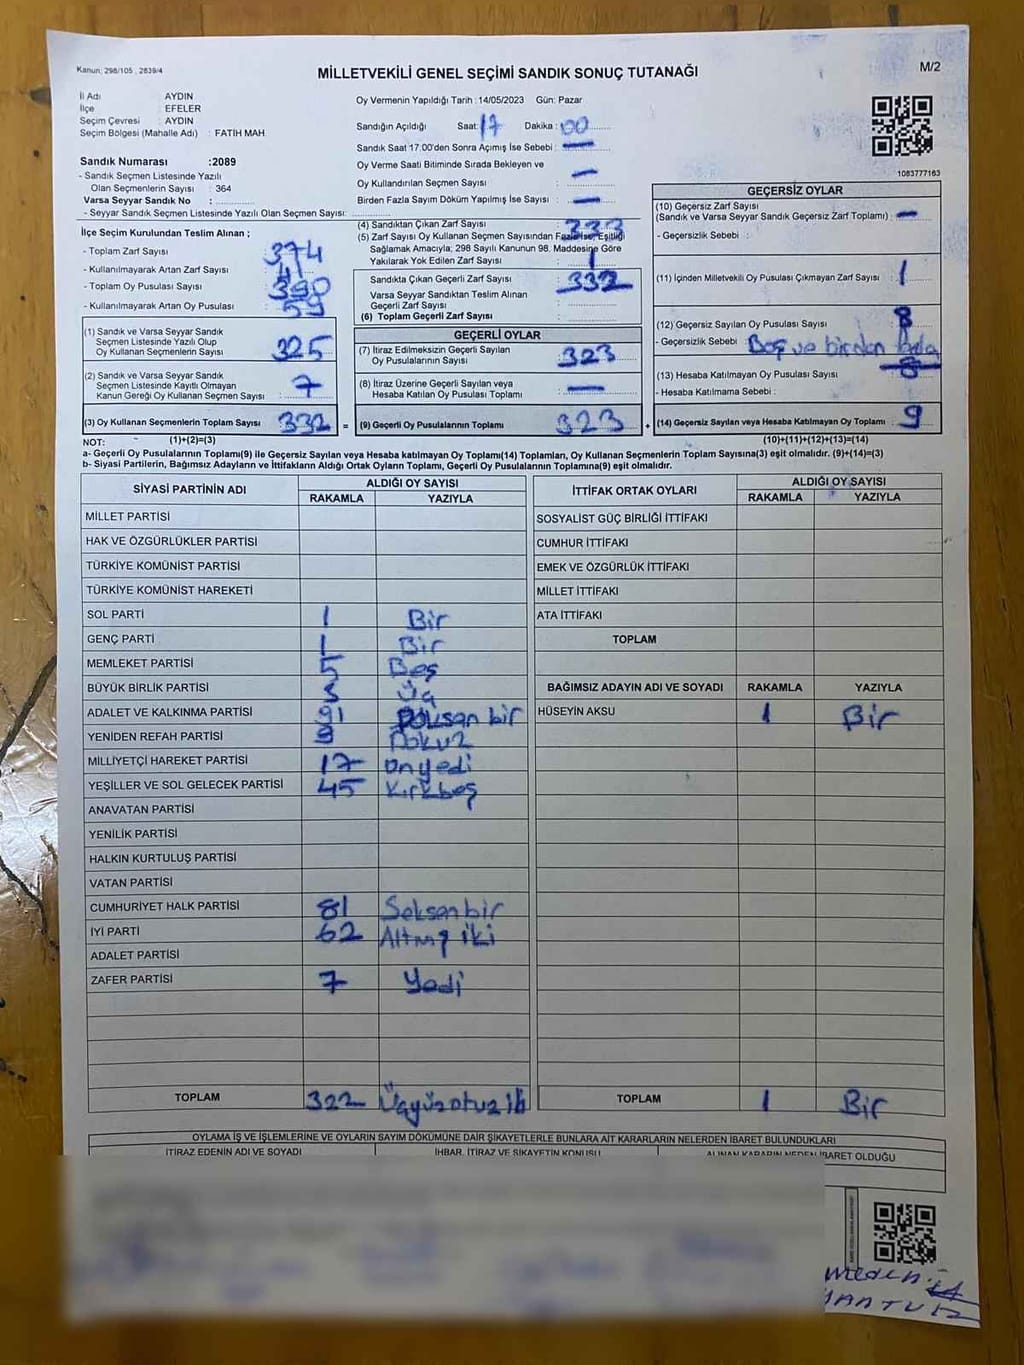 Kanun: 298/105 , 2839/4
MİLLETVEKİLİ GENEL SEÇİMİ SANDIK SONUÇ TUTANAĞI
M/2
İl Adı AYDIN
İlçe EFELER
Seçim Çevresi : AYDIN
Seçim Bölgesi (Mahalle Adı) : FATİH MAH.
Sandık Numarası :2089
- Sandık Seçmen Listesinde Yazılı
Olan Seçmenlerin Sayısı : 364
Varsa Seyyar Sandık No :
- Seyyar Sandık Seçmen Listesinde Yazılı Olan Seçmen Sayısı:
Oy Vermenin Yapıldığı Tarih : 14/05/2023 Gün: Pazar
Sandığın Açıldığı Saat: 17 Dakika : 00
Sandık Saat 17:00'den Sonra Açımış İse Sebebi : —
Oy Verme Saati Bitiminde Sırada Bekleyen ve
Oy Kullandırılan Seçmen Sayısı : —
Birden Fazla Sayım Döküm Yapılmış İse Sayısı : —
1083777163
İlçe Seçim Kurulundan Teslim Alınan ;
- Toplam Zarf Sayısı : 374
- Kullanılmayarak Artan Zarf Sayısı : 41
- Toplam Oy Pusulası Sayısı : 390
- Kullanılmayarak Artan Oy Pusulası : 59
(1) Sandık ve Varsa Seyyar Sandık
Seçmen Listesinde Yazılı Olup
Oy Kullanan Seçmenlerin Sayısı : 325
(2) Sandık ve Varsa Seyyar Sandık
Seçmen Listesinde Kayıtlı Olmayan
Kanun Gereği Oy Kullanan Seçmen Sayısı : 7
(3) Oy Kullanan Seçmenlerin Toplam Sayısı 332 =
(4) Sandıktan Çıkan Zarf Sayısı : 333
(5) Zarf Sayısı Oy Kullanan Seçmen Sayısından Fazla İse, Eşitliği
Sağlamak Amacıyla; 298 Sayılı Kanunun 98. Maddesine Göre
Yakılarak Yok Edilen Zarf Sayısı : 1
Sandıkta Çıkan Geçerli Zarf Sayısı : 332
Varsa Seyyar Sandıktan Teslim Alınan
Geçerli Zarf Sayısı :
(6) Toplam Geçerli Zarf Sayısı :
GEÇERLİ OYLAR
(7) İtiraz Edilmeksizin Geçerli Sayılan
Oy Pusulalarının Sayısı : 323
(8) İtiraz Üzerine Geçerli Sayılan veya
Hesaba Katılan Oy Pusulası Toplamı : —
(9) Geçerli Oy Pusulalarının Toplamı 323 +
GEÇERSİZ OYLAR
(10) Geçersiz Zarf Sayısı
(Sandık ve Varsa Seyyar Sandık Geçersiz Zarf Toplamı) : —
- Geçersizlik Sebebi :
(11) İçinden Milletvekili Oy Pusulası Çıkmayan Zarf Sayısı : 1
(12) Geçersiz Sayılan Oy Pusulası Sayısı : 8
- Geçersizlik Sebebi : Boş ve birden fazla
(13) Hesaba Katılmayan Oy Pusulası Sayısı :
- Hesaba Katılmama Sebebi :
(14) Geçersiz Sayılan veya Hesaba Katılmayan Oy Toplamı : 9
NOT: (1)+(2)=(3) (10)+(11)+(12)+(13)=(14)
a- Geçerli Oy Pusulalarının Toplamı(9) ile Geçersiz Sayılan veya Hesaba Katılmayan Oy Toplamı(14) Toplamları, Oy Kullanan Seçmenlerin Toplam Sayısına(3) eşit olmalıdır. (9)+(14)=(3)
b- Siyasi Partilerin, Bağımsız Adayların ve İttifakların Aldığı Ortak Oyların Toplamı, Geçerli Oy Pusulalarının Toplamına(9) eşit olmalıdır.
SİYASİ PARTİNİN ADI ALDIĞI OY SAYISI
RAKAMLA YAZIYLA
MİLLET PARTİSİ
HAK VE ÖZGÜRLÜKLER PARTİSİ
TÜRKİYE KOMÜNİST PARTİSİ
TÜRKİYE KOMÜNİST HAREKETİ
SOL PARTİ 1 Bir
GENÇ PARTİ 1 Bir
MEMLEKET PARTİSİ 5 Beş
BÜYÜK BİRLİK PARTİSİ 3 Üç
ADALET VE KALKINMA PARTİSİ 91 Doksan bir
YENİDEN REFAH PARTİSİ 9 Dokuz
MİLLİYETÇİ HAREKET PARTİSİ 17 onyedi
YEŞİLLER VE SOL GELECEK PARTİSİ 45 Kırkbeş
ANAVATAN PARTİSİ
YENİLİK PARTİSİ
HALKIN KURTULUŞ PARTİSİ
VATAN PARTİSİ
CUMHURİYET HALK PARTİSİ 81 Seksenbir
İYİ PARTİ 62 Altmış iki
ADALET PARTİSİ
ZAFER PARTİSİ 7 Yedi
TOPLAM 322
İTTİFAK ORTAK OYLARI ALDIĞI OY SAYISI
RAKAMLA YAZIYLA
SOSYALİST GÜÇ BİRLİĞİ İTTİFAKI
CUMHUR İTTİFAKI
EMEK VE ÖZGÜRLÜK İTTİFAKI
MİLLET İTTİFAKI
ATA İTTİFAKI
TOPLAM
BAĞIMSIZ ADAYIN ADI VE SOYADI RAKAMLA YAZIYLA
HÜSEYİN AKSU 1 Bir
TOPLAM 1 Bir
OYLAMA İŞ VE İŞLEMLERİNE VE OYLARIN SAYIM DÖKÜMÜNE DAİR ŞİKAYETLERLE BUNLARA AİT KARARLARIN NELERDEN İBARET BULUNDUKLARI
İTİRAZ EDENİN ADI VE SOYADI İHBAR, İTİRAZ VE ŞİKAYETİN KONUSU ALINAN KARARIN NEDEN İBARET OLDUĞU